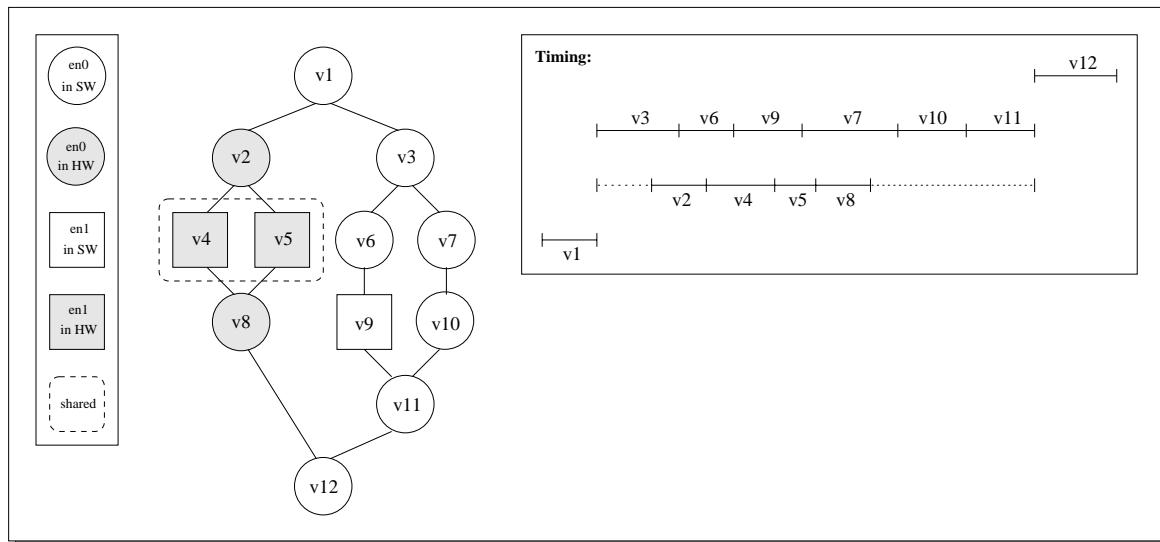 en0
in SW
en0
in HW
en1
in SW
en1
in HW
shared
v1
v2
v3
v4
v5
v6
v7
v8
v9
v10
v11
v12
Timing:
v12
v3 v6 v9 v7 v10 v11
v2 v4 v5 v8
v1